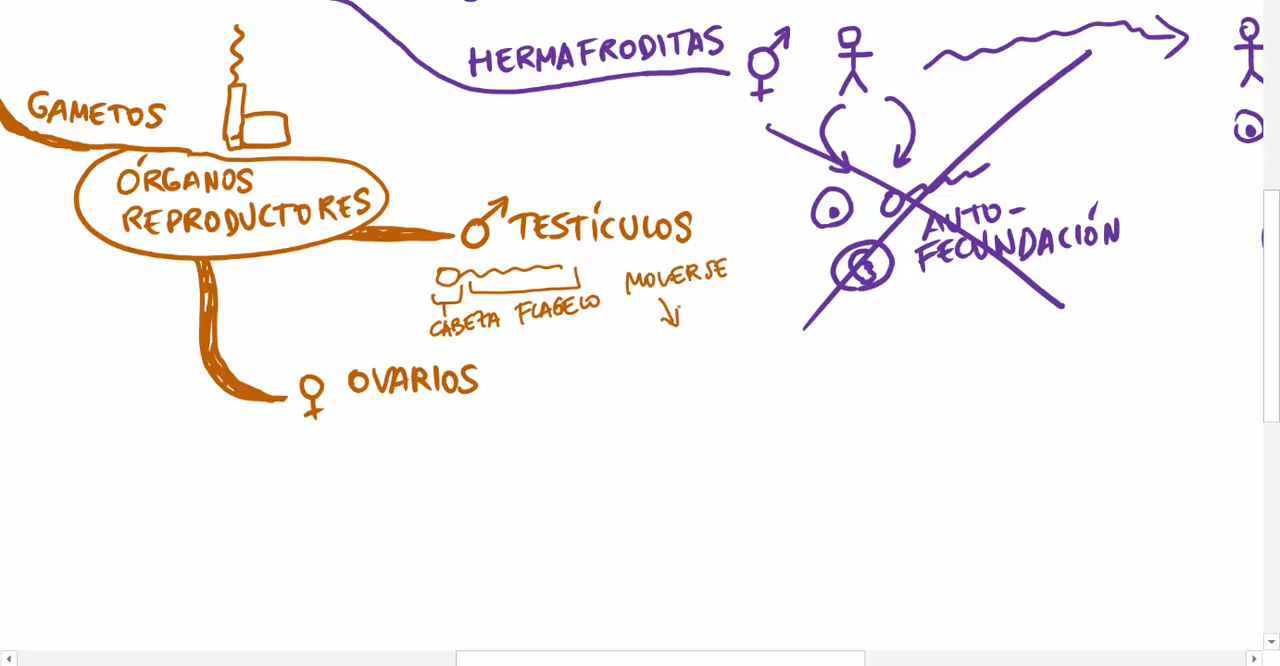 HERMAFRODITAS
GAMETOS
ÓRGANOS
REPRODUCTORES
TESTÍCULOS
AUTO-
FECUNDACIÓN
MOVERSE
CABEZA FLAGELO
OVARIOS